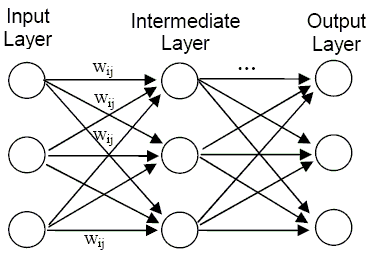 Input
Layer
Intermediate
Layer
Output
Layer
Wij
...
Wij
Wij
Wij